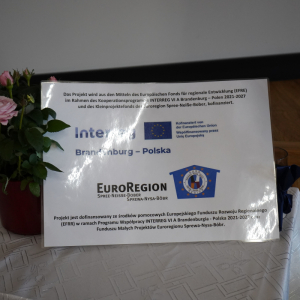 Das Projekt wird aus den Mitteln des Europäischen Fonds für regionale Entwicklung (EFRE)
im Rahmen des Kooperationsprogramms INTERREG VI A Brandenburg – Polen 2021-2027
und des Kleinprojektefonds der Euroregion Spree-Neiße-Bober, kofinanziert.
Interreg
Kofinanziert von
der Europäischen Union
Współfinansowany przez
Unię Europejską
Brandenburg – Polska
EUROREGION
SPREE-NEISSE-BOBER
SPREWA-NYSA-BÓBR
Projekt jest dofinansowany ze środków pomocowych Europejskiego Funduszu Rozwoju Regionalnego
(EFRR) w ramach Programu Współpracy INTERREG VI A Brandenburgia – Polska 2021-2027 oraz
Funduszu Małych Projektów Euroregionu Sprewa-Nysa-Bóbr.